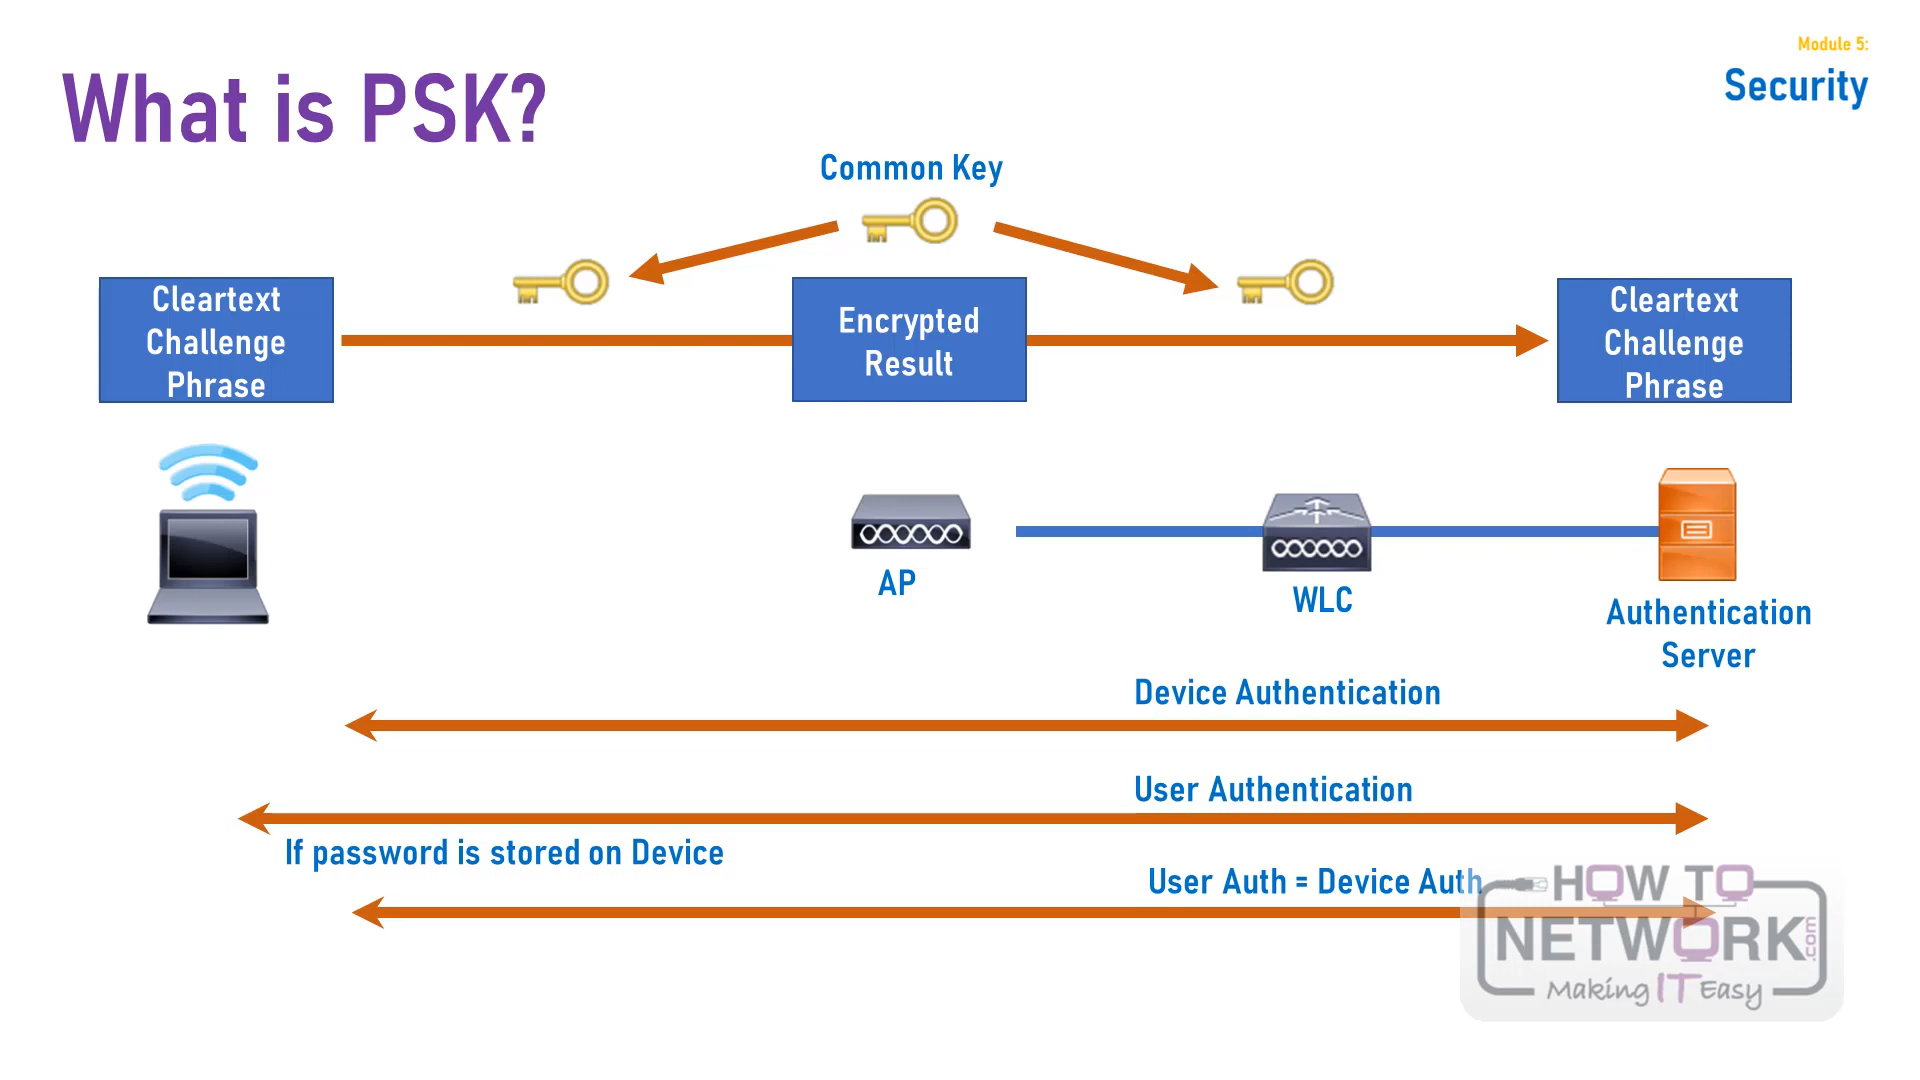 Module 5:
Security
What is PSK?
Common Key
Cleartext
Challenge
Phrase
Encrypted
Result
Cleartext
Challenge
Phrase
AP
WLC
Authentication
Server
Device Authentication
User Authentication
If password is stored on Device
User Auth = Device Auth
HOW TO
NETWORK.com
Making IT Easy